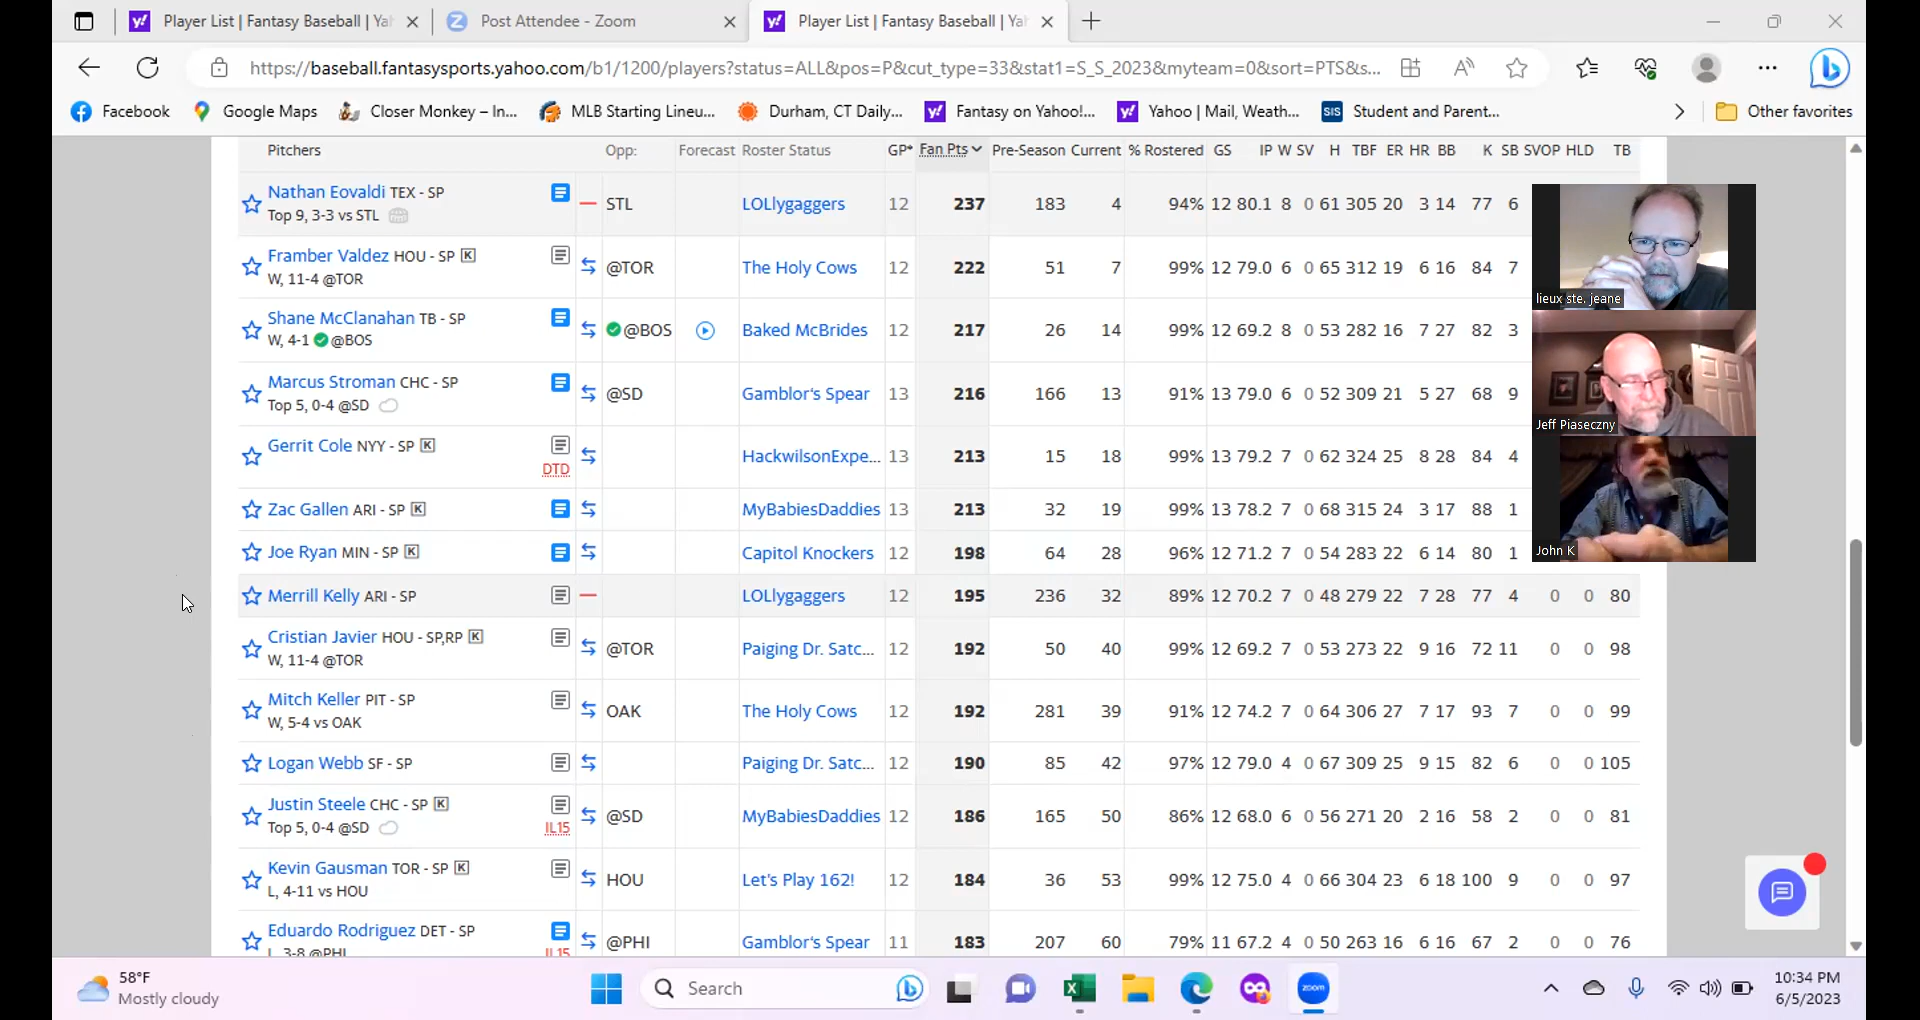 Player List | Fantasy Baseball | Ya
Post Attendee - Zoom
Player List | Fantasy Baseball | Ya
https://baseball.fantasysports.yahoo.com/b1/1200/players?status=ALL&pos=P&cut_type=33&stat1=S_S_2023&myteam=0&sort=PTS&s...
Facebook Google Maps Closer Monkey – In... MLB Starting Lineu... Durham, CT Daily... Fantasy on Yahoo!... Yahoo | Mail, Weath... SIS Student and Parent... Other favorites
Pitchers Opp: Forecast Roster Status GP* Fan Pts Pre-Season Current % Rostered GS IP W SV H TBF ER HR BB K SB SVOP HLD TB
Nathan Eovaldi TEX - SP
Top 9, 3-3 vs STL
STL LOLlygaggers 12 237 183 4 94% 12 80.1 8 0 61 305 20 3 14 77 6
Framber Valdez HOU - SP K
W, 11-4 @TOR
@TOR The Holy Cows 12 222 51 7 99% 12 79.0 6 0 65 312 19 6 16 84 7
Shane McClanahan TB - SP
W, 4-1 @BOS
@BOS Baked McBrides 12 217 26 14 99% 12 69.2 8 0 53 282 16 7 27 82 3
Marcus Stroman CHC - SP
Top 5, 0-4 @SD
@SD Gamblor's Spear 13 216 166 13 91% 13 79.0 6 0 52 309 21 5 27 68 9
Gerrit Cole NYY - SP K
DTD
HackwilsonExpe... 13 213 15 18 99% 13 79.2 7 0 62 324 25 8 28 84 4
Zac Gallen ARI - SP K MyBabiesDaddies 13 213 32 19 99% 13 78.2 7 0 68 315 24 3 17 88 1
Joe Ryan MIN - SP K Capitol Knockers 12 198 64 28 96% 12 71.2 7 0 54 283 22 6 14 80 1
Merrill Kelly ARI - SP LOLlygaggers 12 195 236 32 89% 12 70.2 7 0 48 279 22 7 28 77 4 0 0 80
Cristian Javier HOU - SP,RP K
W, 11-4 @TOR
@TOR Paiging Dr. Satc... 12 192 50 40 99% 12 69.2 7 0 53 273 22 9 16 72 11 0 0 98
Mitch Keller PIT - SP
W, 5-4 vs OAK
OAK The Holy Cows 12 192 281 39 91% 12 74.2 7 0 64 306 27 7 17 93 7 0 0 99
Logan Webb SF - SP Paiging Dr. Satc... 12 190 85 42 97% 12 79.0 4 0 67 309 25 9 15 82 6 0 0 105
Justin Steele CHC - SP K
Top 5, 0-4 @SD
IL15
@SD MyBabiesDaddies 12 186 165 50 86% 12 68.0 6 0 56 271 20 2 16 58 2 0 0 81
Kevin Gausman TOR - SP K
L, 4-11 vs HOU
HOU Let's Play 162! 12 184 36 53 99% 12 75.0 4 0 66 304 23 6 18 100 9 0 0 97
Eduardo Rodriguez DET - SP
L, 3-8 @PHI
IL15
@PHI Gamblor's Spear 11 183 207 60 79% 11 67.2 4 0 50 263 16 6 16 67 2 0 0 76
lieux ste. jeane
Jeff Piaseczny
John K
58°F
Mostly cloudy
Search
zoom
10:34 PM
6/5/2023